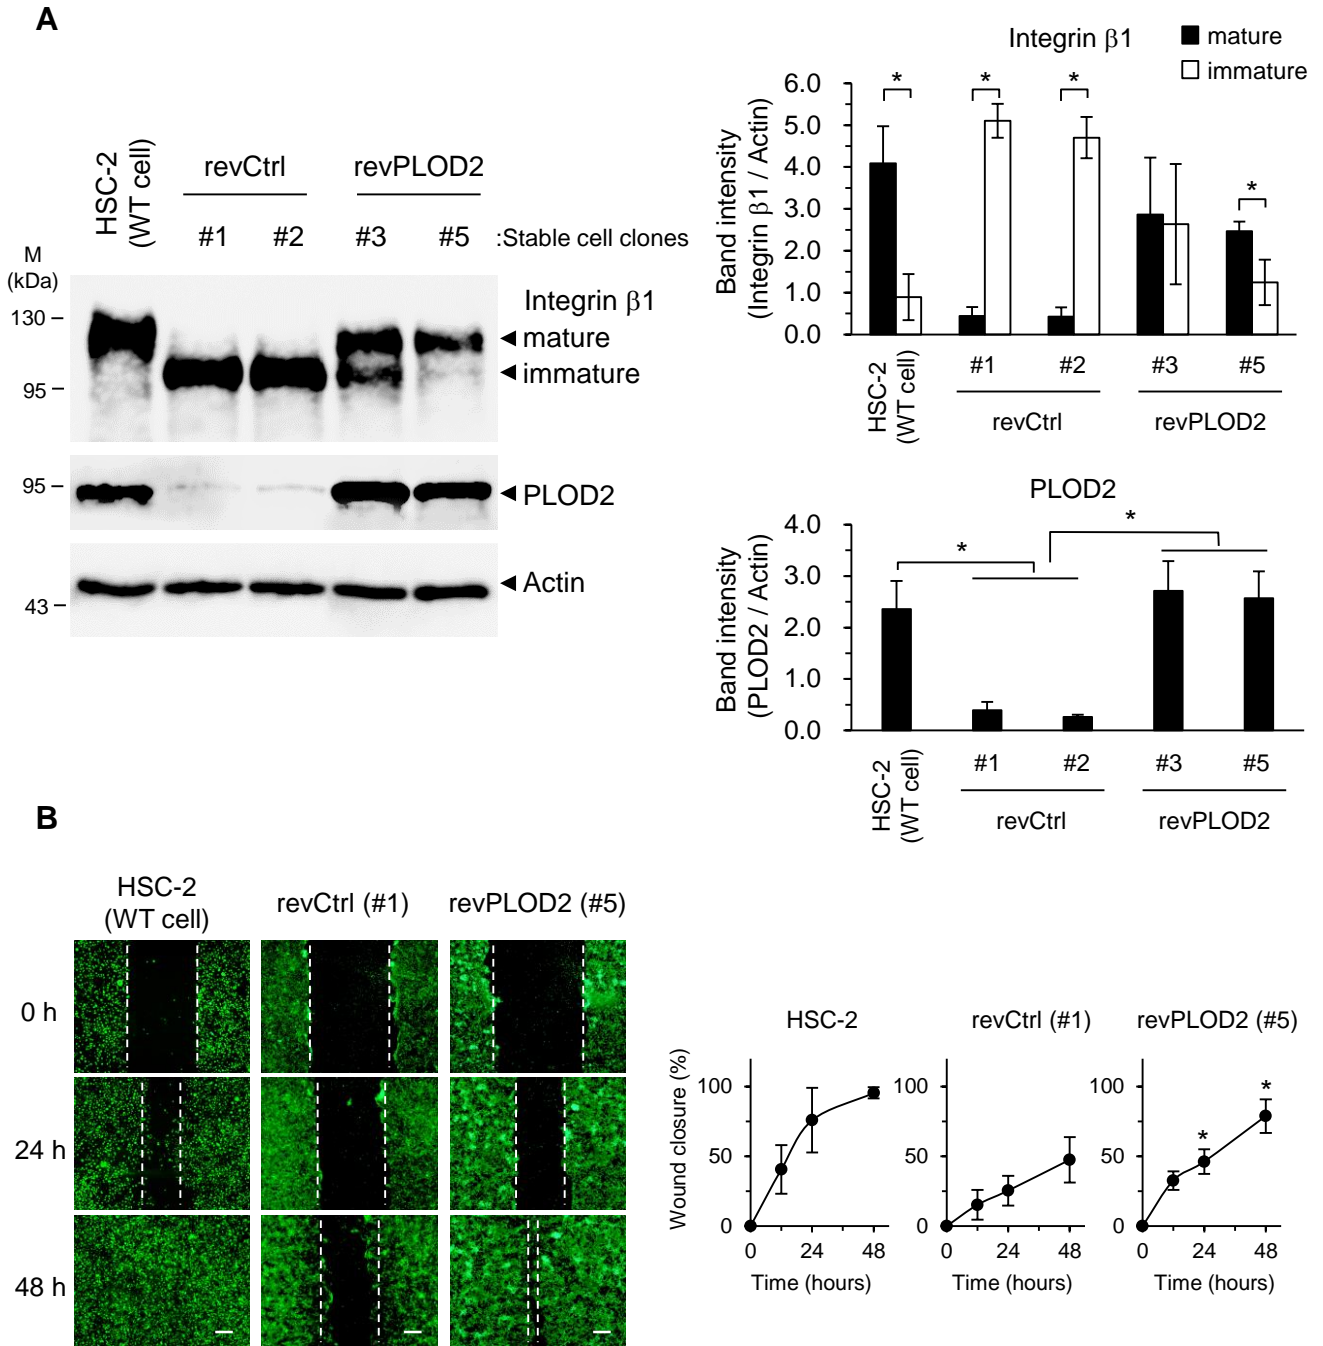 A
HSC-2
(WT cell)
revCtrl
revPLOD2
#1
#2
#3
#5
:Stable cell clones
M
(kDa)
130
95
Integrin β1
mature
immature
95
PLOD2
43
Actin
Integrin β1
mature
immature
Band intensity
(Integrin β1 / Actin)
6.0
5.0
4.0
3.0
2.0
1.0
0.0
*
*
*
*
HSC-2
(WT cell)
#1
#2
#3
#5
revCtrl
revPLOD2
PLOD2
Band intensity
(PLOD2 / Actin)
4.0
3.0
2.0
1.0
0.0
*
*
HSC-2
(WT cell)
#1
#2
#3
#5
revCtrl
revPLOD2
B
HSC-2
(WT cell)
revCtrl (#1)
revPLOD2 (#5)
0 h
24 h
48 h
HSC-2
revCtrl (#1)
revPLOD2 (#5)
Wound closure (%)
100
50
0
0
24
48
Time (hours)
100
50
0
0
24
48
Time (hours)
100
50
0
*
*
0
24
48
Time (hours)